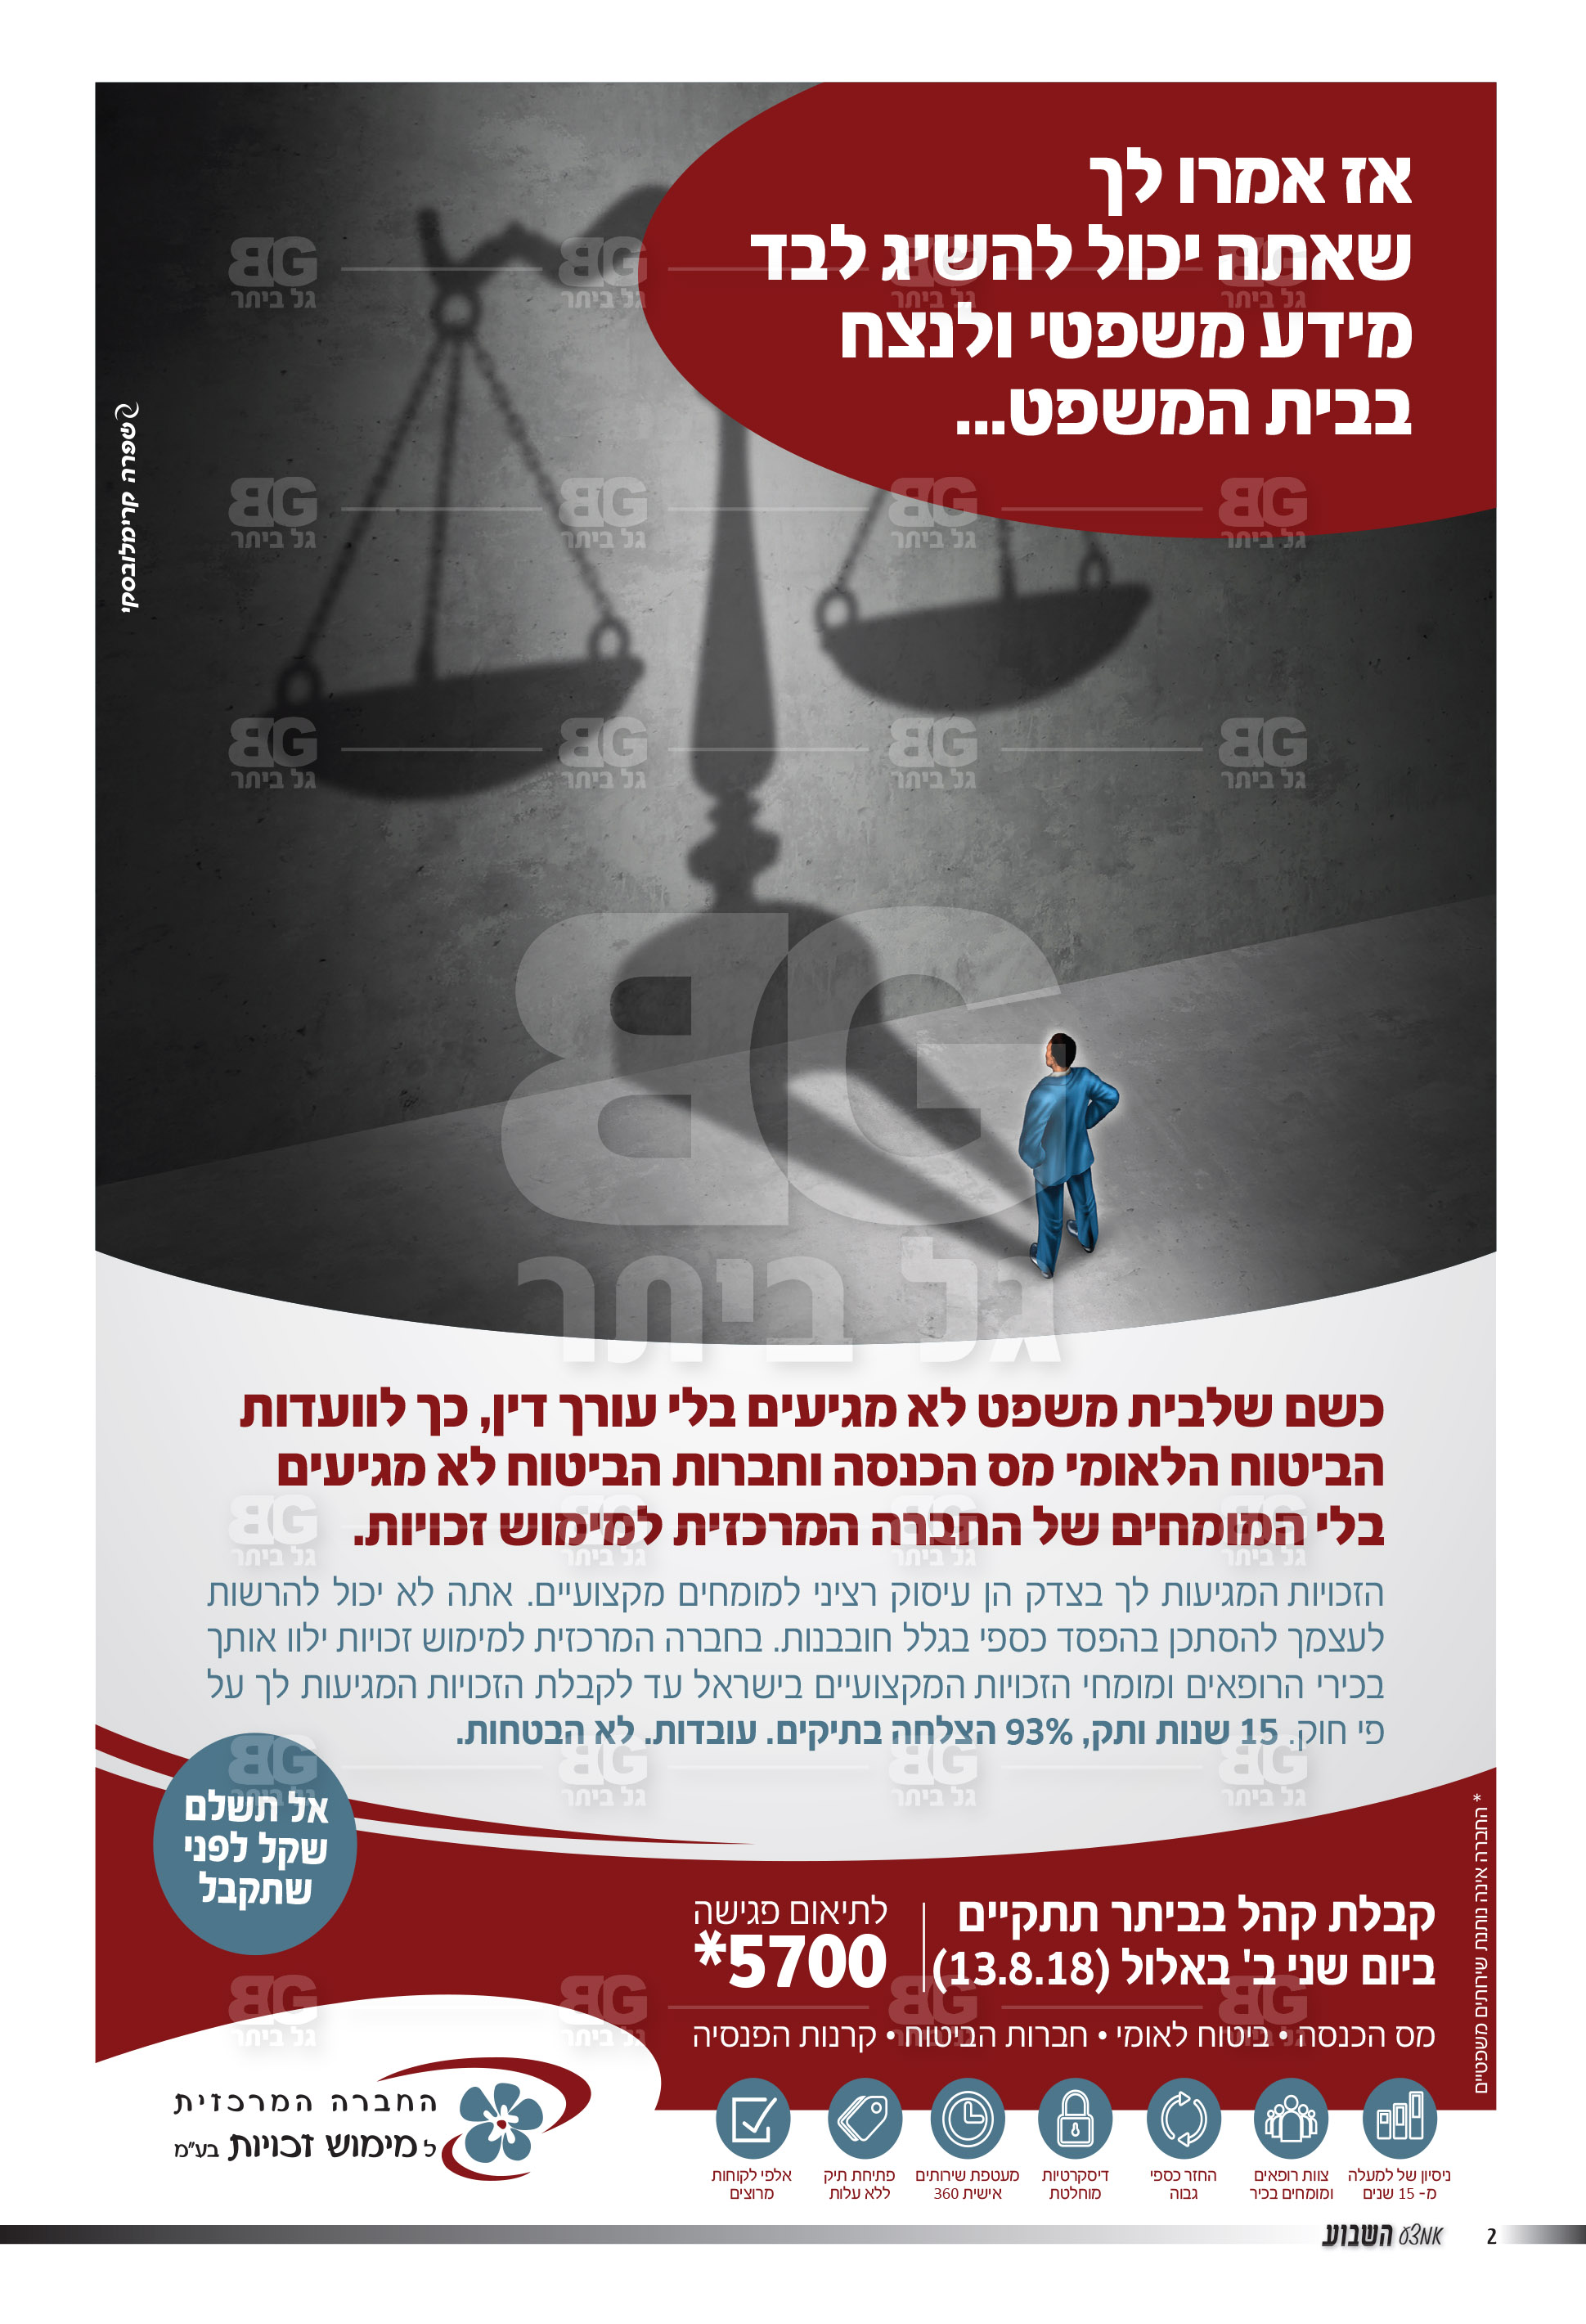 אז אמרו לך
שאתה יכול להשיג לבד
מידע משפטי ולנצח
בבית המשפט...
שפרה קרימולובסקי
BG
גל ביתר
כשם שלבית משפט לא מגיעים בלי עורך דין, כך לוועדות
הביטוח הלאומי מס הכנסה וחברות הביטוח לא מגיעים
בלי המומחים של החברה המרכזית למימוש זכויות.
הזכויות המגיעות לך בצדק הן עיסוק רציני למומחים מקצועיים. אתה לא יכול להרשות
לעצמך להסתכן בהפסד כספי בגלל חובבנות. בחברה המרכזית למימוש זכויות ילוו אותך
בכירי הרופאים ומומחי הזכויות המקצועיים בישראל עד לקבלת הזכויות המגיעות לך על
פי חוק. 15 שנות ותק, 93% הצלחה בתיקים. עובדות. לא הבטחות.
אל תשלם
שקל לפני
שתקבל
קבלת קהל בביתר תתקיים
ביום שני ב' באלול (13.8.18)
לתיאום פגישה
*5700
מס הכנסה • ביטוח לאומי • חברות הביטוח • קרנות הפנסיה
* החברה אינה נותנת שירותים משפטיים
החברה המרכזית
למימוש זכויות בע"מ
ניסיון של למעלה
מ- 15 שנים
צוות רופאים
ומומחים בכיר
החזר כספי
גבוה
דיסקרטיות
מוחלטת
מעטפת שירותים
אישית 360
פתיחת תיק
ללא עלות
אלפי לקוחות
מרוצים
2
אמצע השבוע